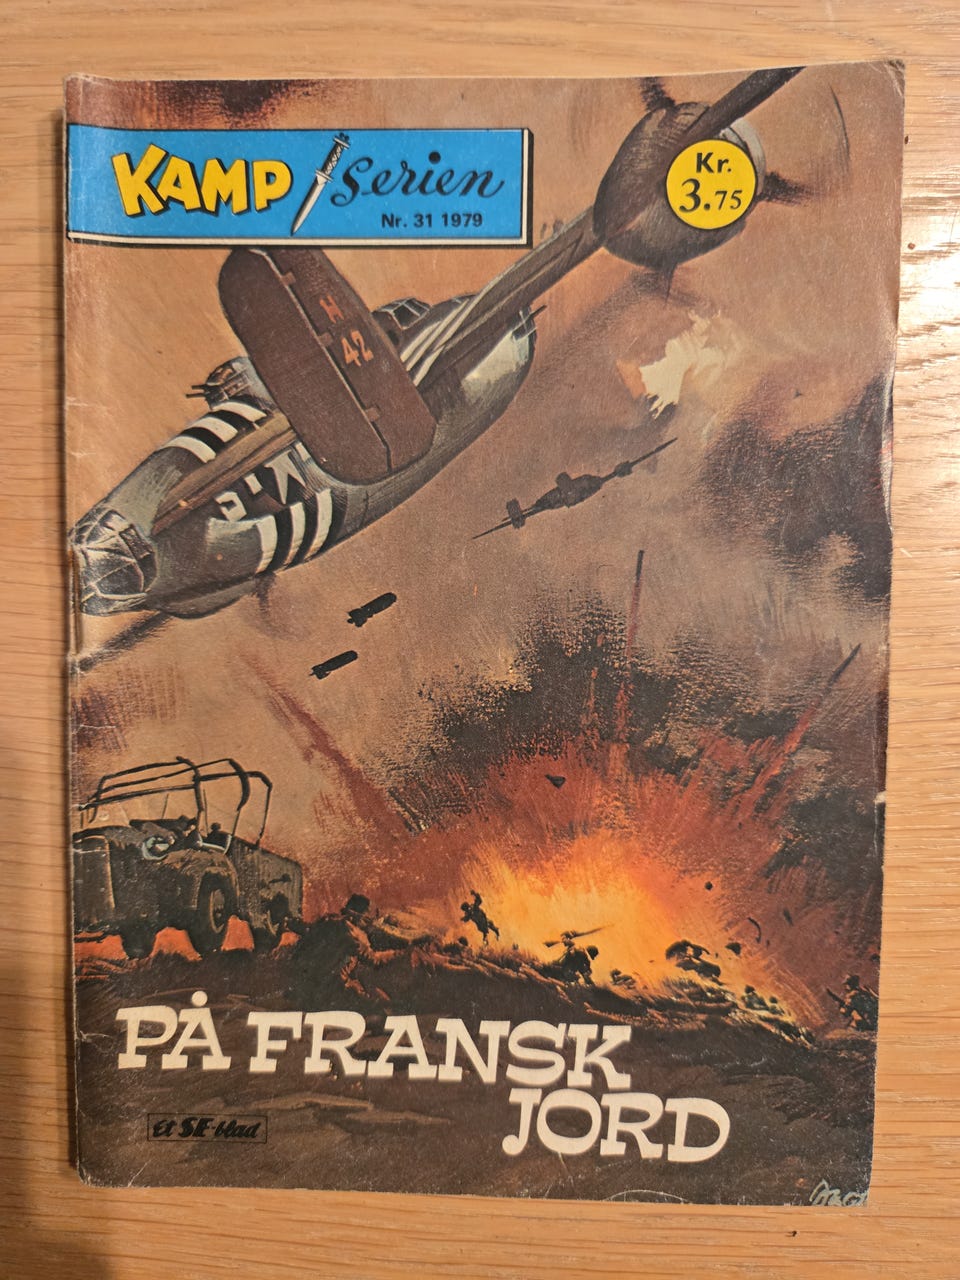 KAMP serien
Nr. 31 1979
Kr.
3.75
H
42
PÅ FRANSK
JORD
Et SE-blad